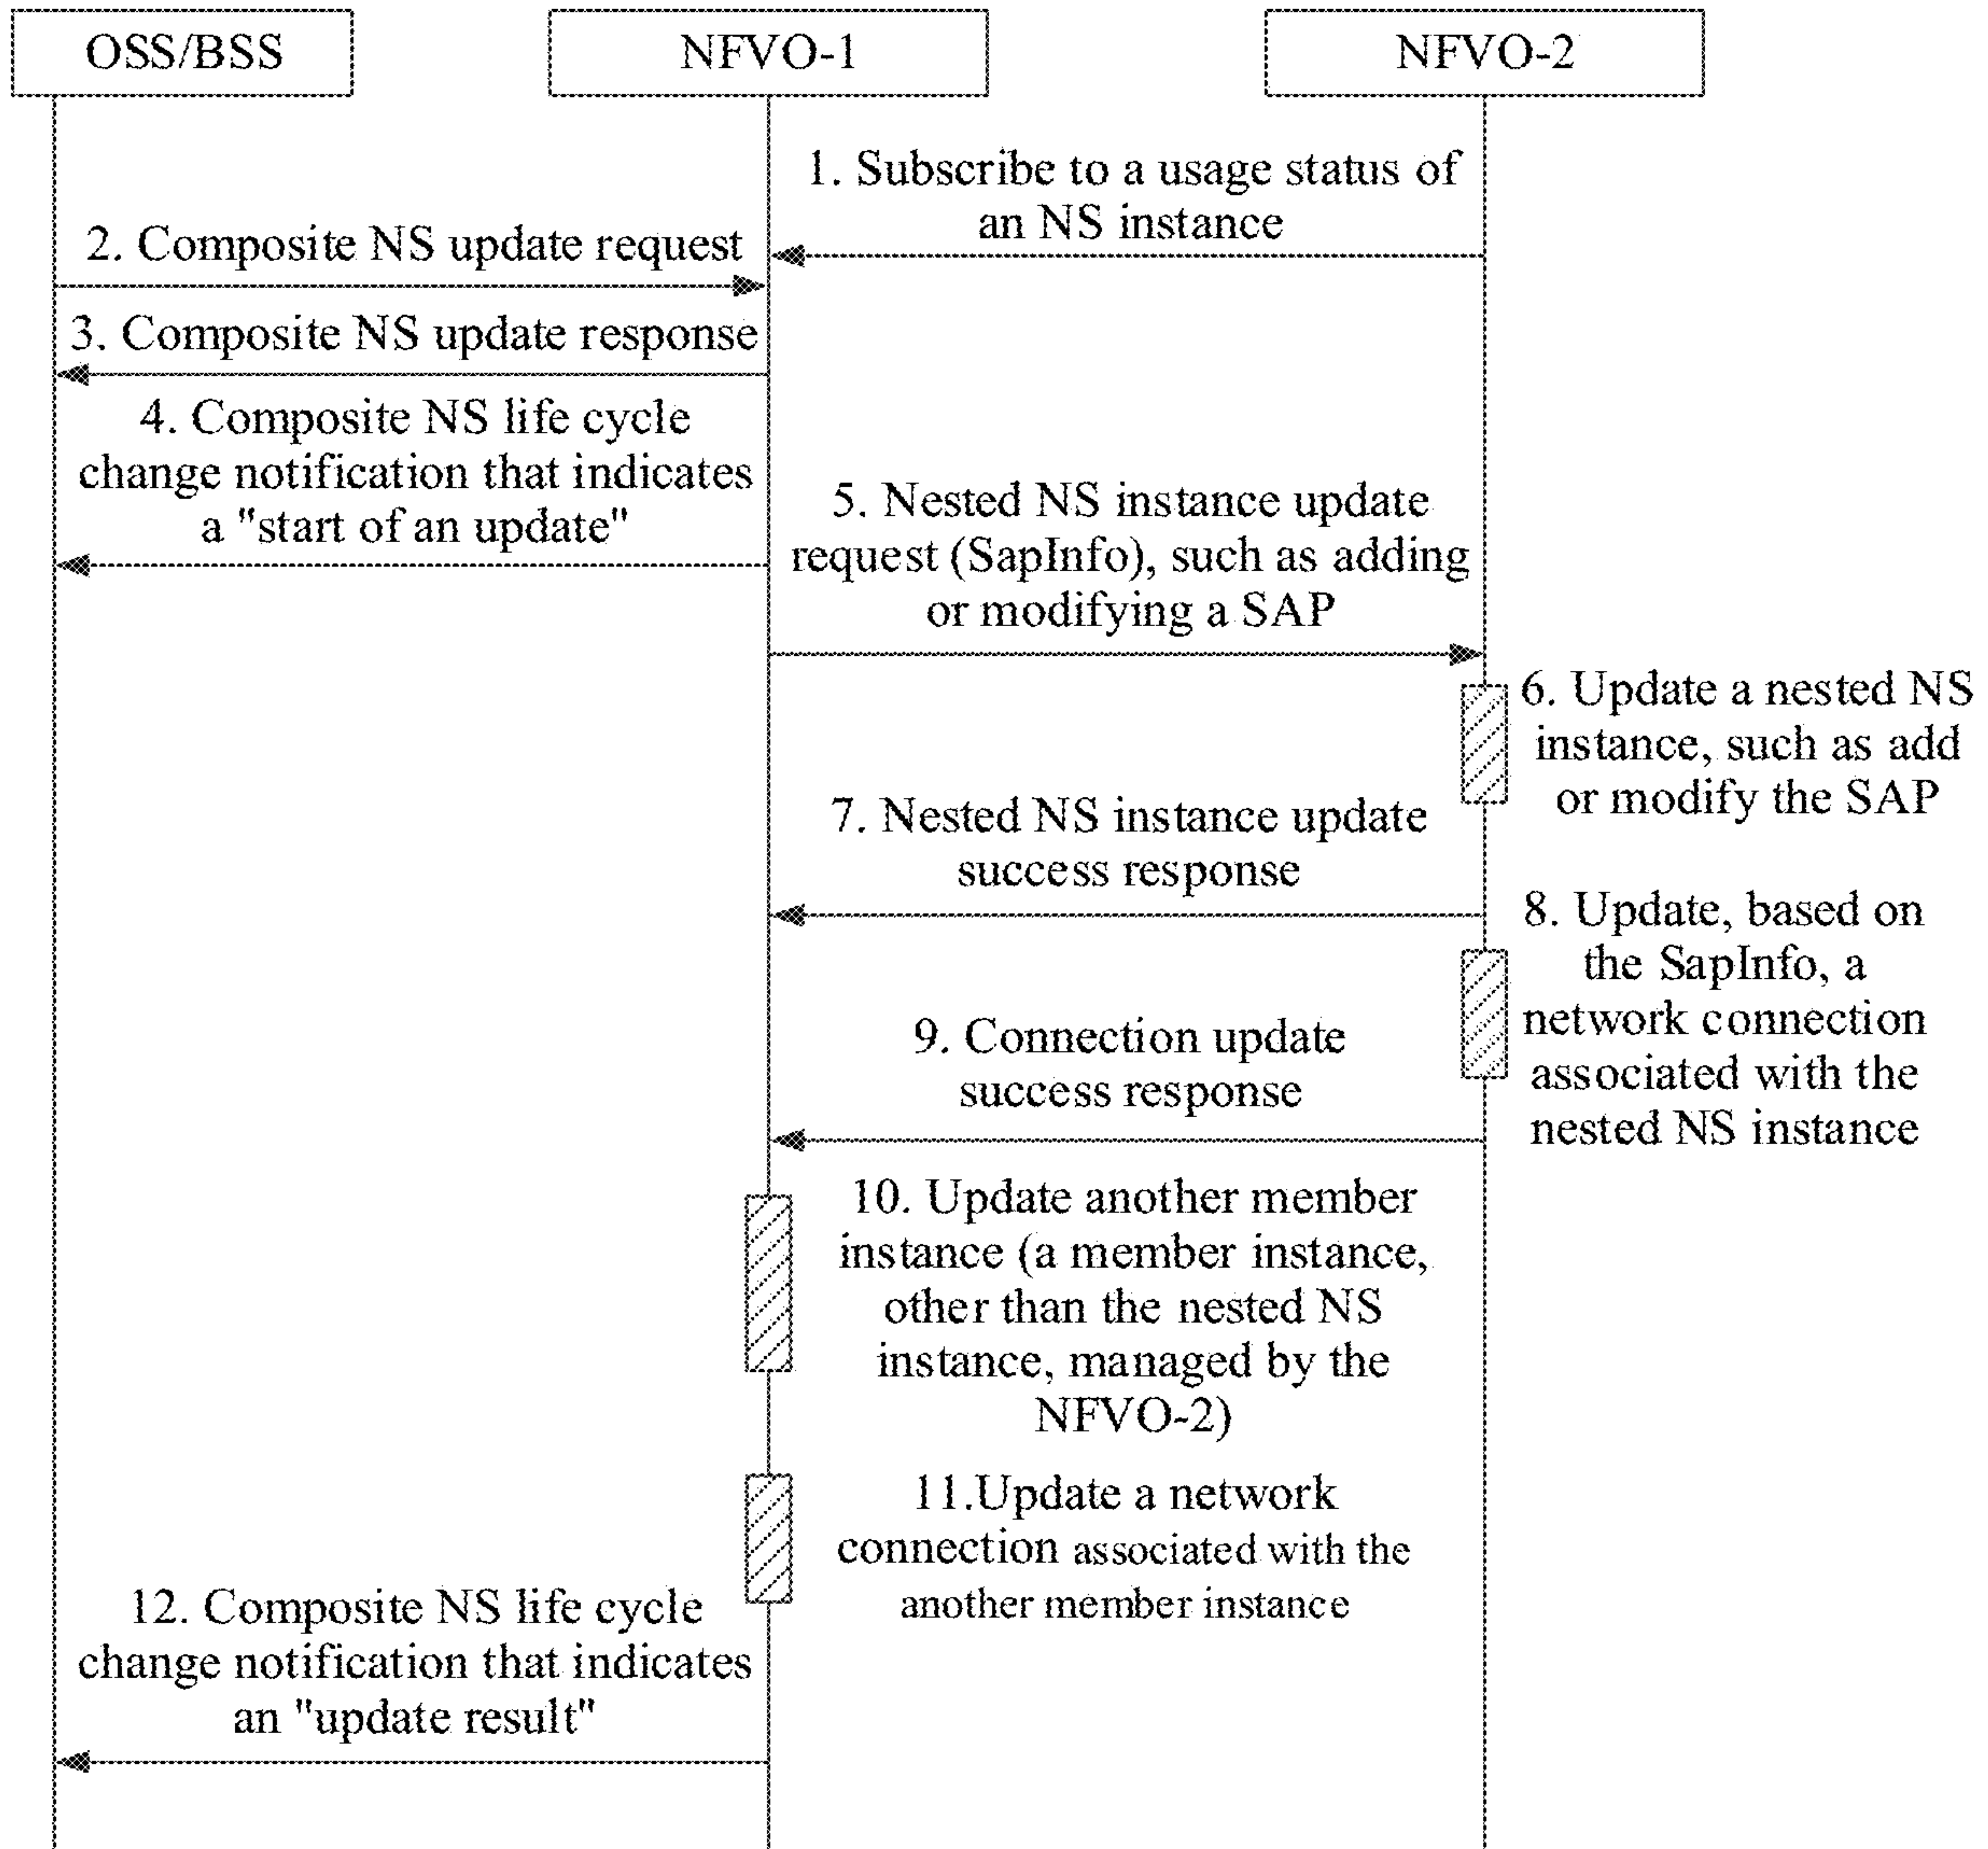 OSS/BSS
NFVO-1
NFVO-2
1. Subscribe to a usage status of
an NS instance
2. Composite NS update request
3. Composite NS update response
4. Composite NS life cycle
change notification that indicates
a "start of an update"
5. Nested NS instance update
request (SapInfo), such as adding
or modifying a SAP
6. Update a nested NS
instance, such as add
or modify the SAP
7. Nested NS instance update
success response
8. Update, based on
the SapInfo, a
network connection
associated with the
nested NS instance
9. Connection update
success response
10. Update another member
instance (a member instance,
other than the nested NS
instance, managed by the
NFVO-2)
11.Update a network
connection associated with the
another member instance
12. Composite NS life cycle
change notification that indicates
an "update result"